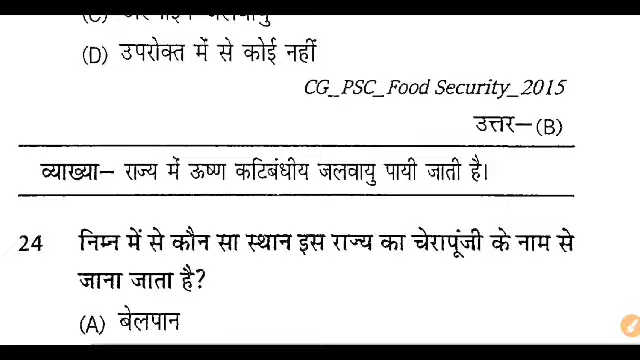 (D) उपरोक्त में से कोई नहीं
CG_PSC_Food Security_2015
उत्तर–(B)
व्याख्या– राज्य में ऊष्ण कटिबंधीय जलवायु पायी जाती है।
24 निम्न में से कौन सा स्थान इस राज्य का चेरापूंजी के नाम से
जाना जाता है?
(A) बेलपान